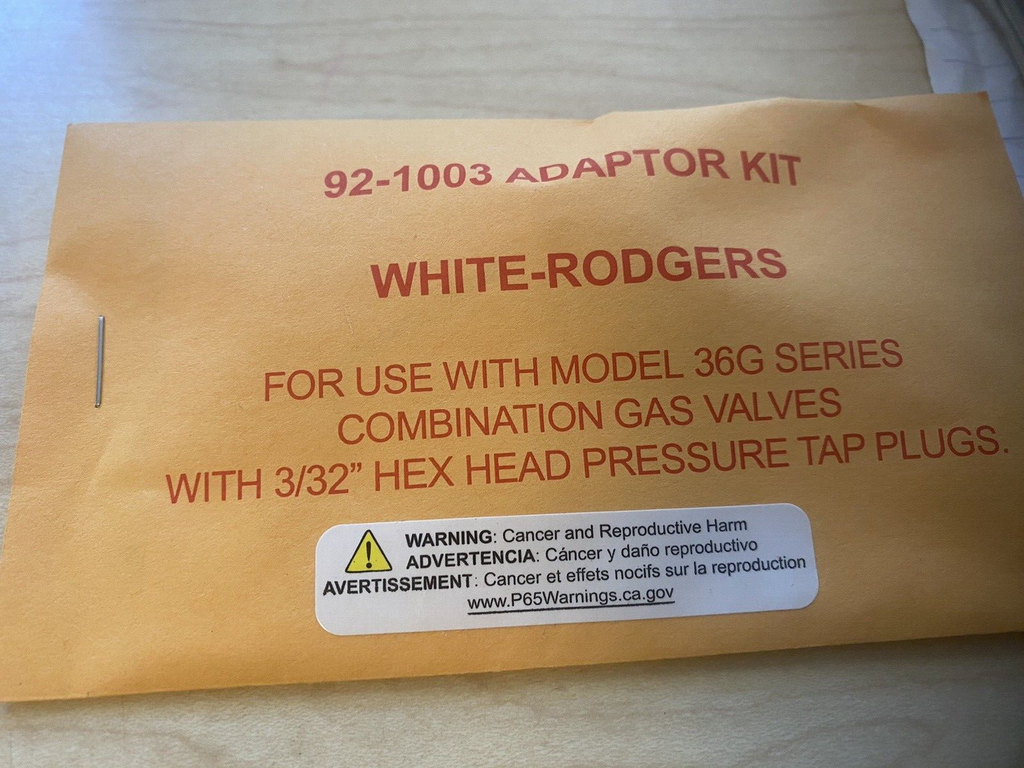 92-1003 ADAPTOR KIT
WHITE-RODGERS
FOR USE WITH MODEL 36G SERIES
COMBINATION GAS VALVES
WITH 3/32” HEX HEAD PRESSURE TAP PLUGS.
WARNING: Cancer and Reproductive Harm
ADVERTENCIA: Cáncer y daño reproductivo
AVERTISSEMENT: Cancer et effets nocifs sur la reproduction
www.P65Warnings.ca.gov